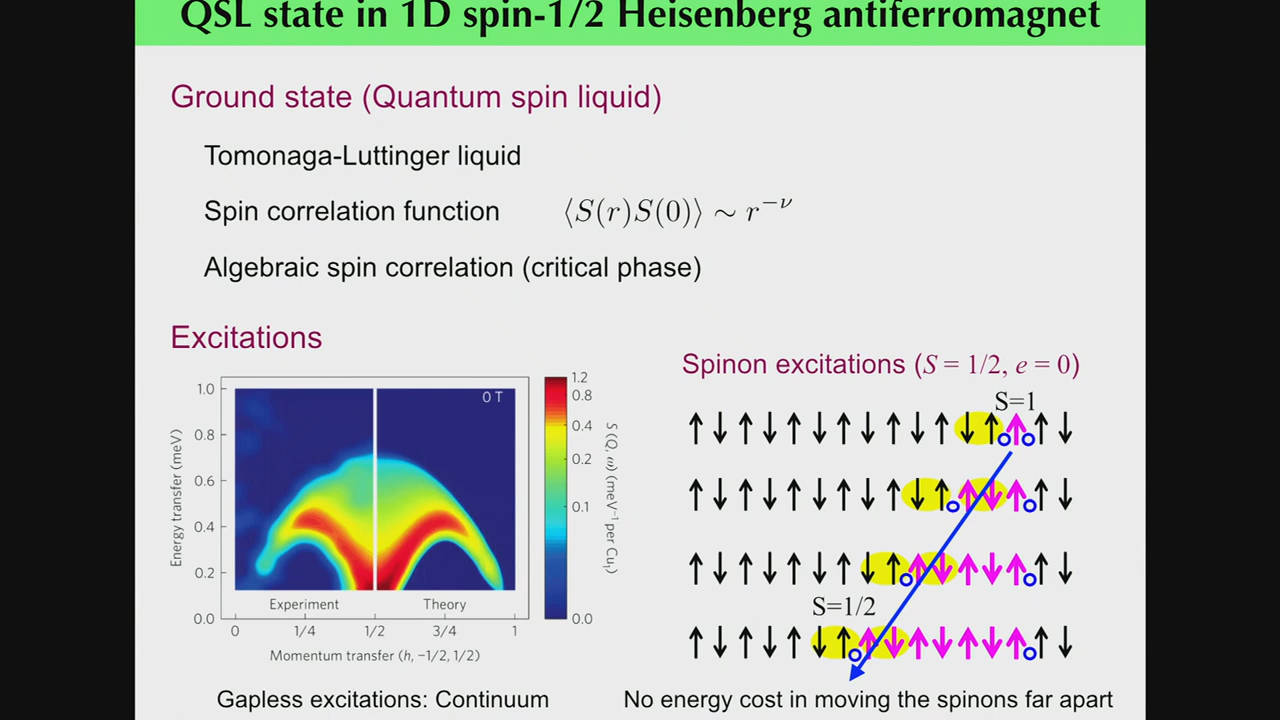 QSL state in 1D spin-1/2 Heisenberg antiferromagnet
Ground state (Quantum spin liquid)
Tomonaga-Luttinger liquid
Spin correlation function ⟨S(r)S(0)⟩ ∼ r^{−ν}
Algebraic spin correlation (critical phase)
Excitations
1.0
0.8
0.6
0.4
0.2
0.0
Energy transfer (meV)
0 T
Experiment
Theory
0
1/4
1/2
3/4
1
Momentum transfer (h, −1/2, 1/2)
1.2
0.8
0.4
0.2
0.1
0.0
Gapless excitations: Continuum
Spinon excitations (S = 1/2, e = 0)
S=1
S=1/2
No energy cost in moving the spinons far apart